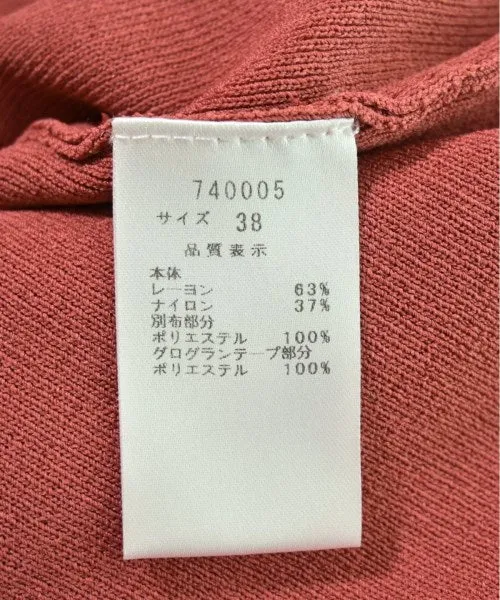 740005
サイズ 38
品質表示
本体
レーヨン 63%
ナイロン 37%
別布部分
ポリエステル 100%
グログランテープ部分
ポリエステル 100%